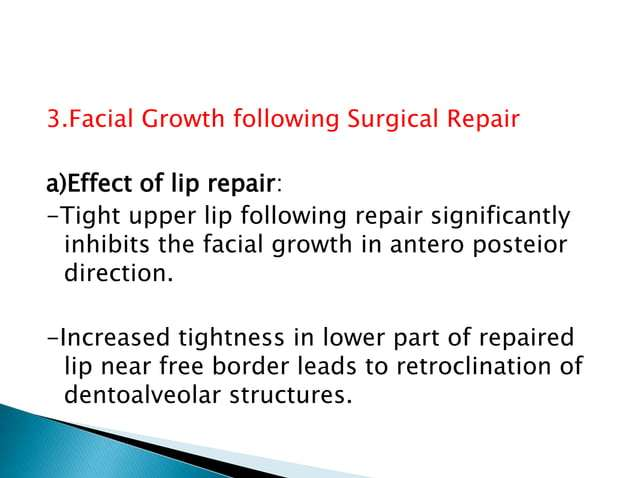 3.Facial Growth following Surgical Repair
a)Effect of lip repair:
-Tight upper lip following repair significantly
inhibits the facial growth in antero posteior
direction.
-Increased tightness in lower part of repaired
lip near free border leads to retroclination of
dentoalveolar structures.